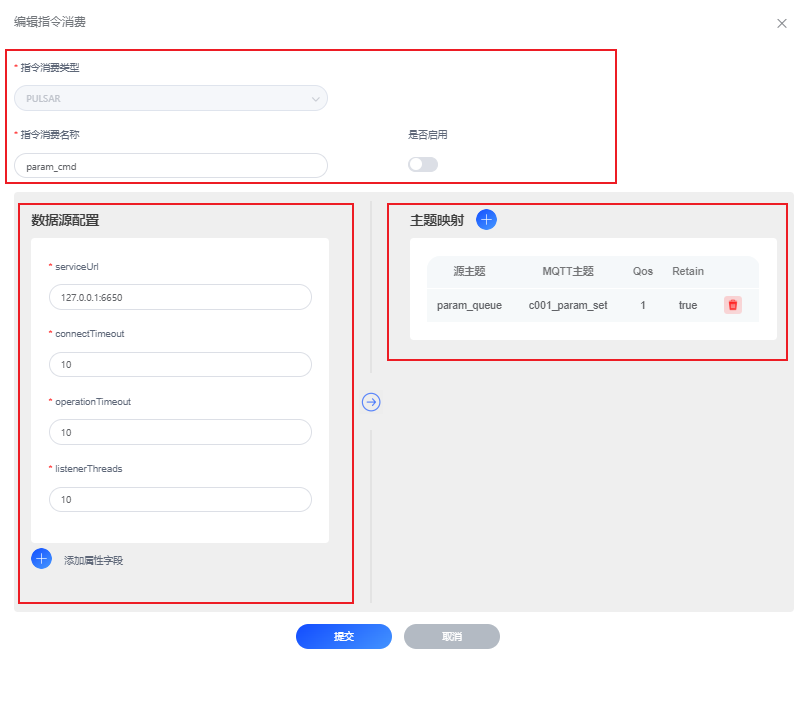 编辑指令消费
* 指令消费类型
PULSAR
* 指令消费名称
是否启用
param_cmd
数据源配置
* serviceUrl
127.0.0.1:6650
* connectTimeout
10
* operationTimeout
10
* listenerThreads
10
添加属性字段
主题映射
源主题 MQTT主题 Qos Retain
param_queue c001_param_set 1 true
提交
取消